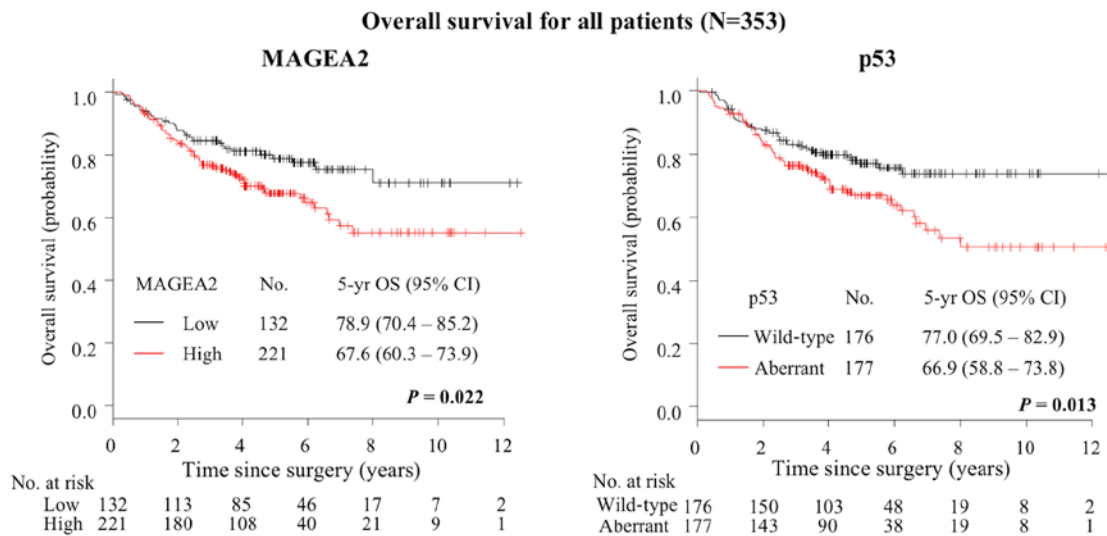 Overall survival for all patients (N=353)
MAGEA2
Overall survival (probability)
1.0
0.8
0.6
0.4
0.2
0.0
MAGEA2 No. 5-yr OS (95% CI)
Low 132 78.9 (70.4 – 85.2)
High 221 67.6 (60.3 – 73.9)
P = 0.022
0 2 4 6 8 10 12
Time since surgery (years)
No. at risk
Low 132 113 85 46 17 7 2
High 221 180 108 40 21 9 1
p53
Overall survival (probability)
1.0
0.8
0.6
0.4
0.2
0.0
p53 No. 5-yr OS (95% CI)
Wild-type 176 77.0 (69.5 – 82.9)
Aberrant 177 66.9 (58.8 – 73.8)
P = 0.013
0 2 4 6 8 10 12
Time since surgery (years)
No. at risk
Wild-type 176 150 103 48 19 8 2
Aberrant 177 143 90 38 19 8 1